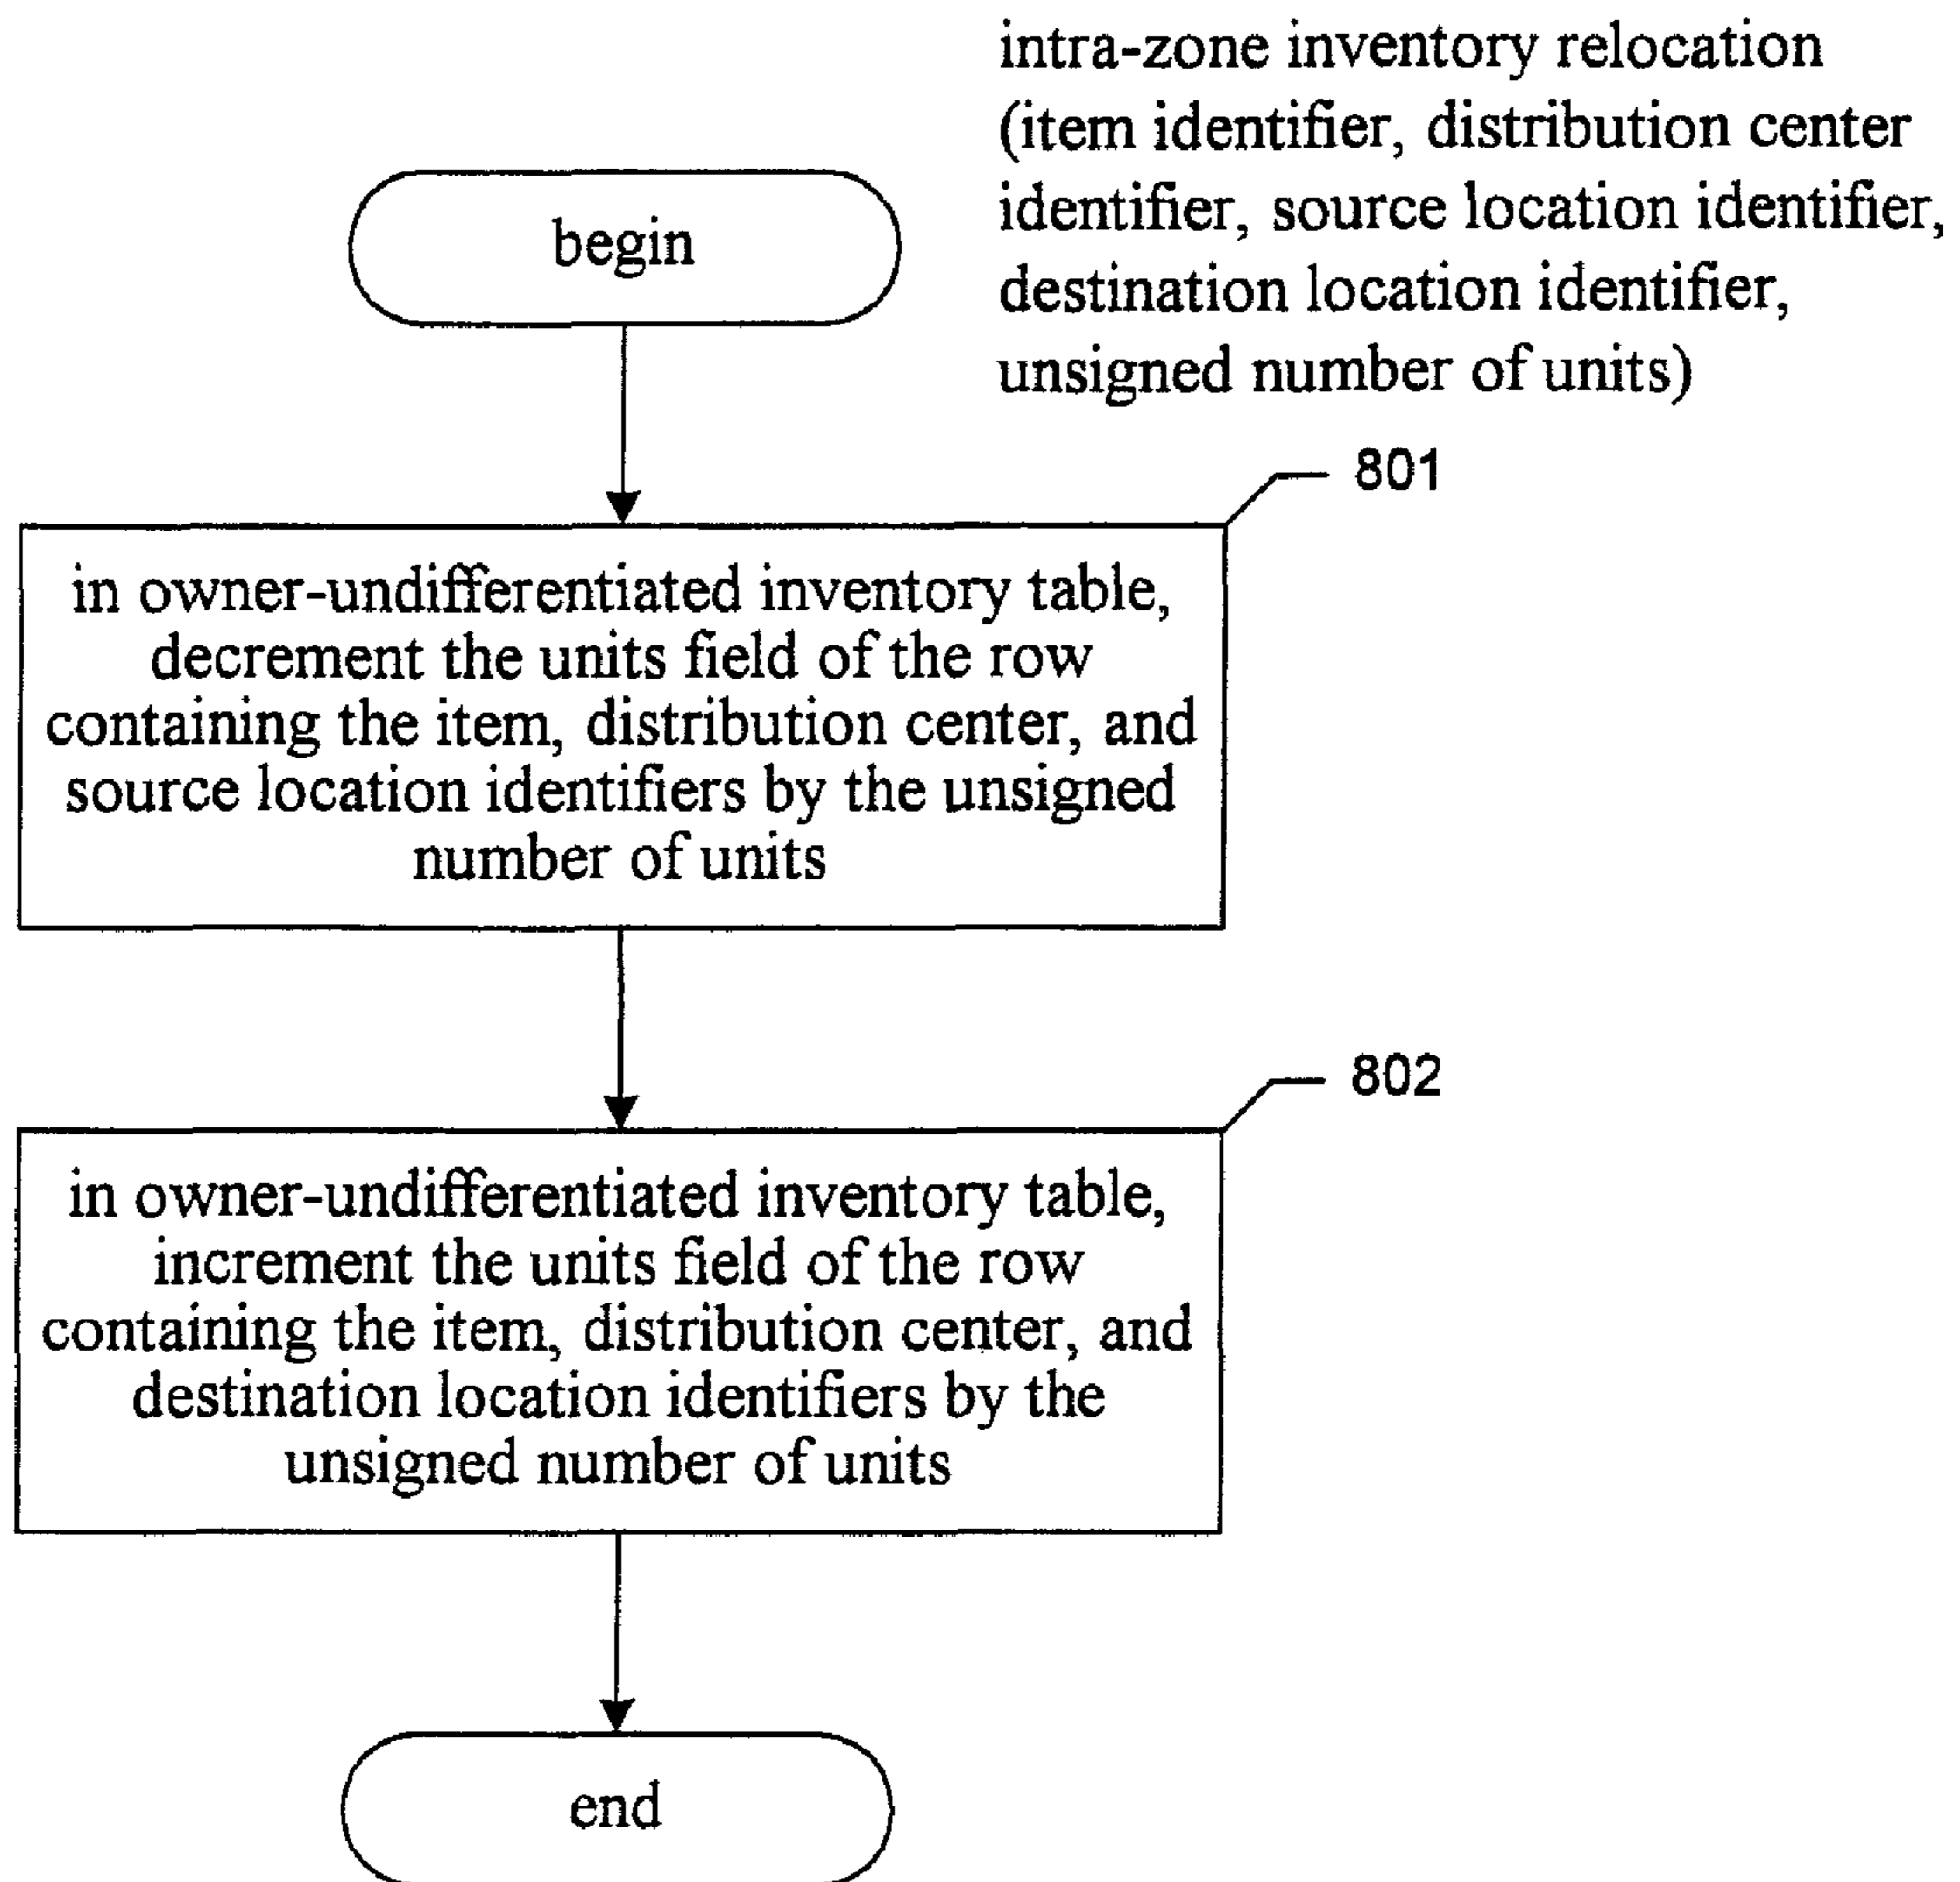 intra-zone inventory relocation
(item identifier, distribution center
identifier, source location identifier,
destination location identifier,
unsigned number of units)
begin
801
in owner-undifferentiated inventory table,
decrement the units field of the row
containing the item, distribution center, and
source location identifiers by the unsigned
number of units
802
in owner-undifferentiated inventory table,
increment the units field of the row
containing the item, distribution center, and
destination location identifiers by the
unsigned number of units
end